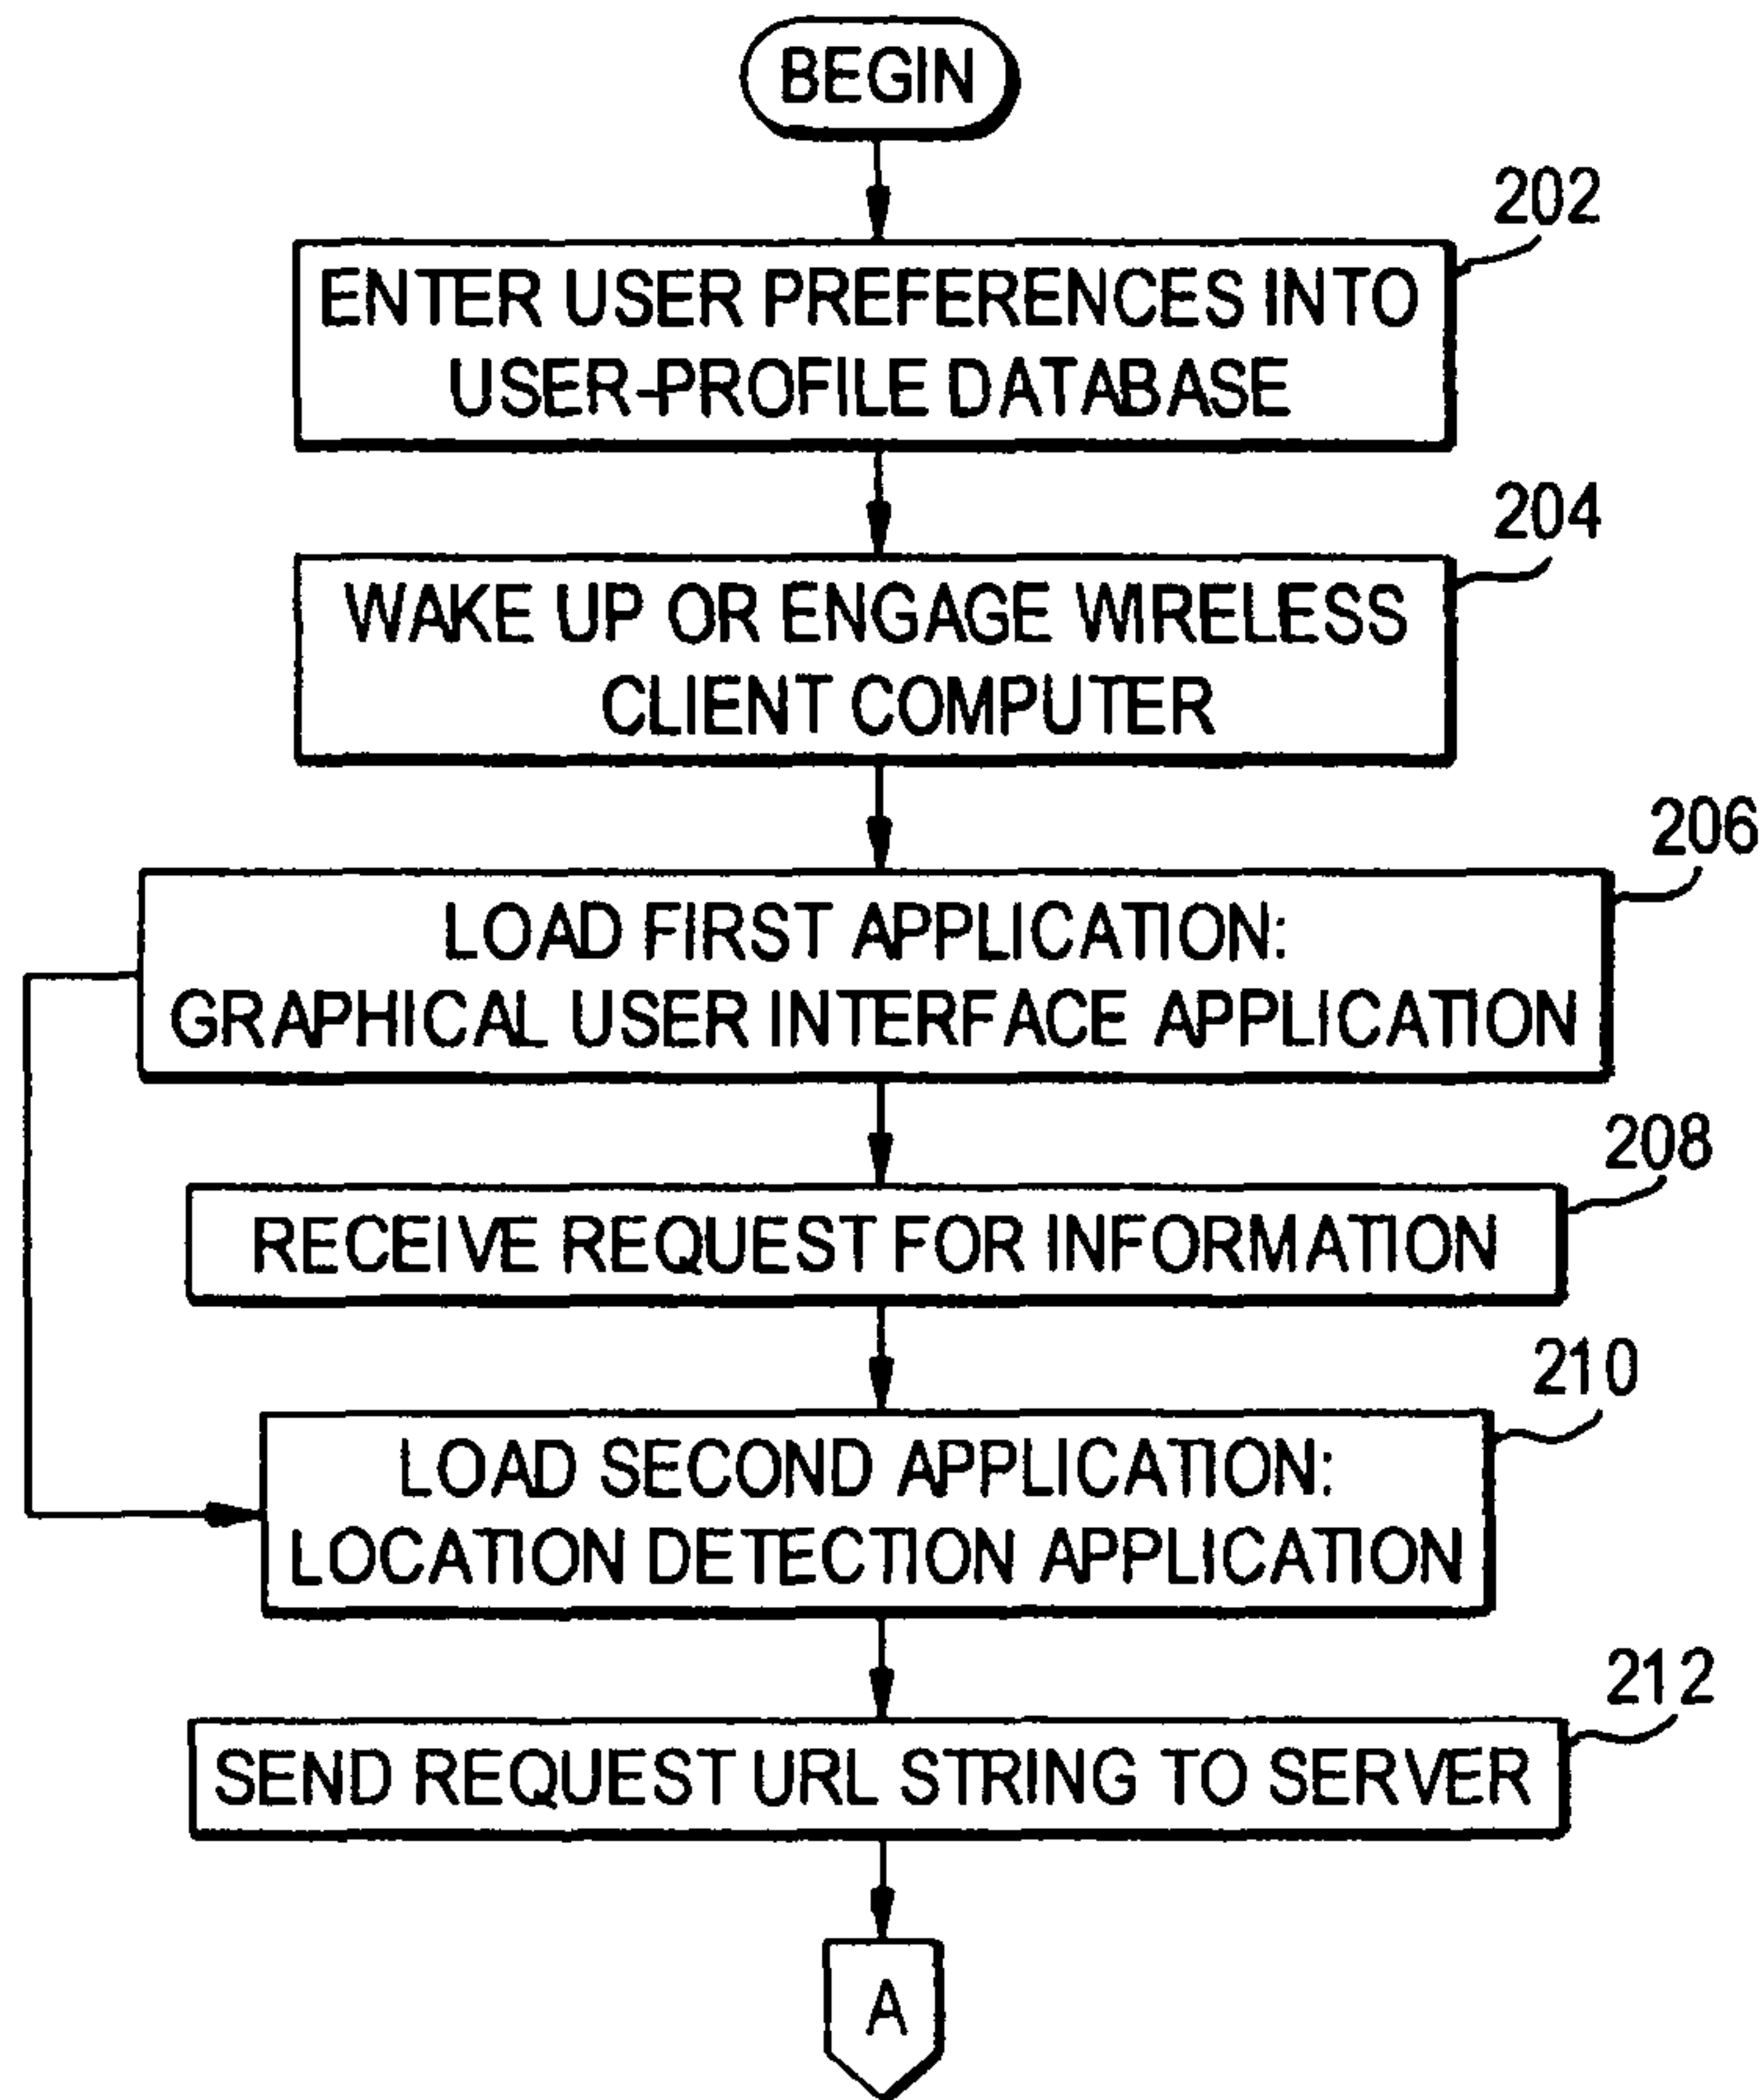 BEGIN
202
ENTER USER PREFERENCES INTO
USER-PROFILE DATABASE
204
WAKE UP OR ENGAGE WIRELESS
CLIENT COMPUTER
206
LOAD FIRST APPLICATION:
GRAPHICAL USER INTERFACE APPLICATION
208
RECEIVE REQUEST FOR INFORMATION
210
LOAD SECOND APPLICATION:
LOCATION DETECTION APPLICATION
212
SEND REQUEST URL STRING TO SERVER
A